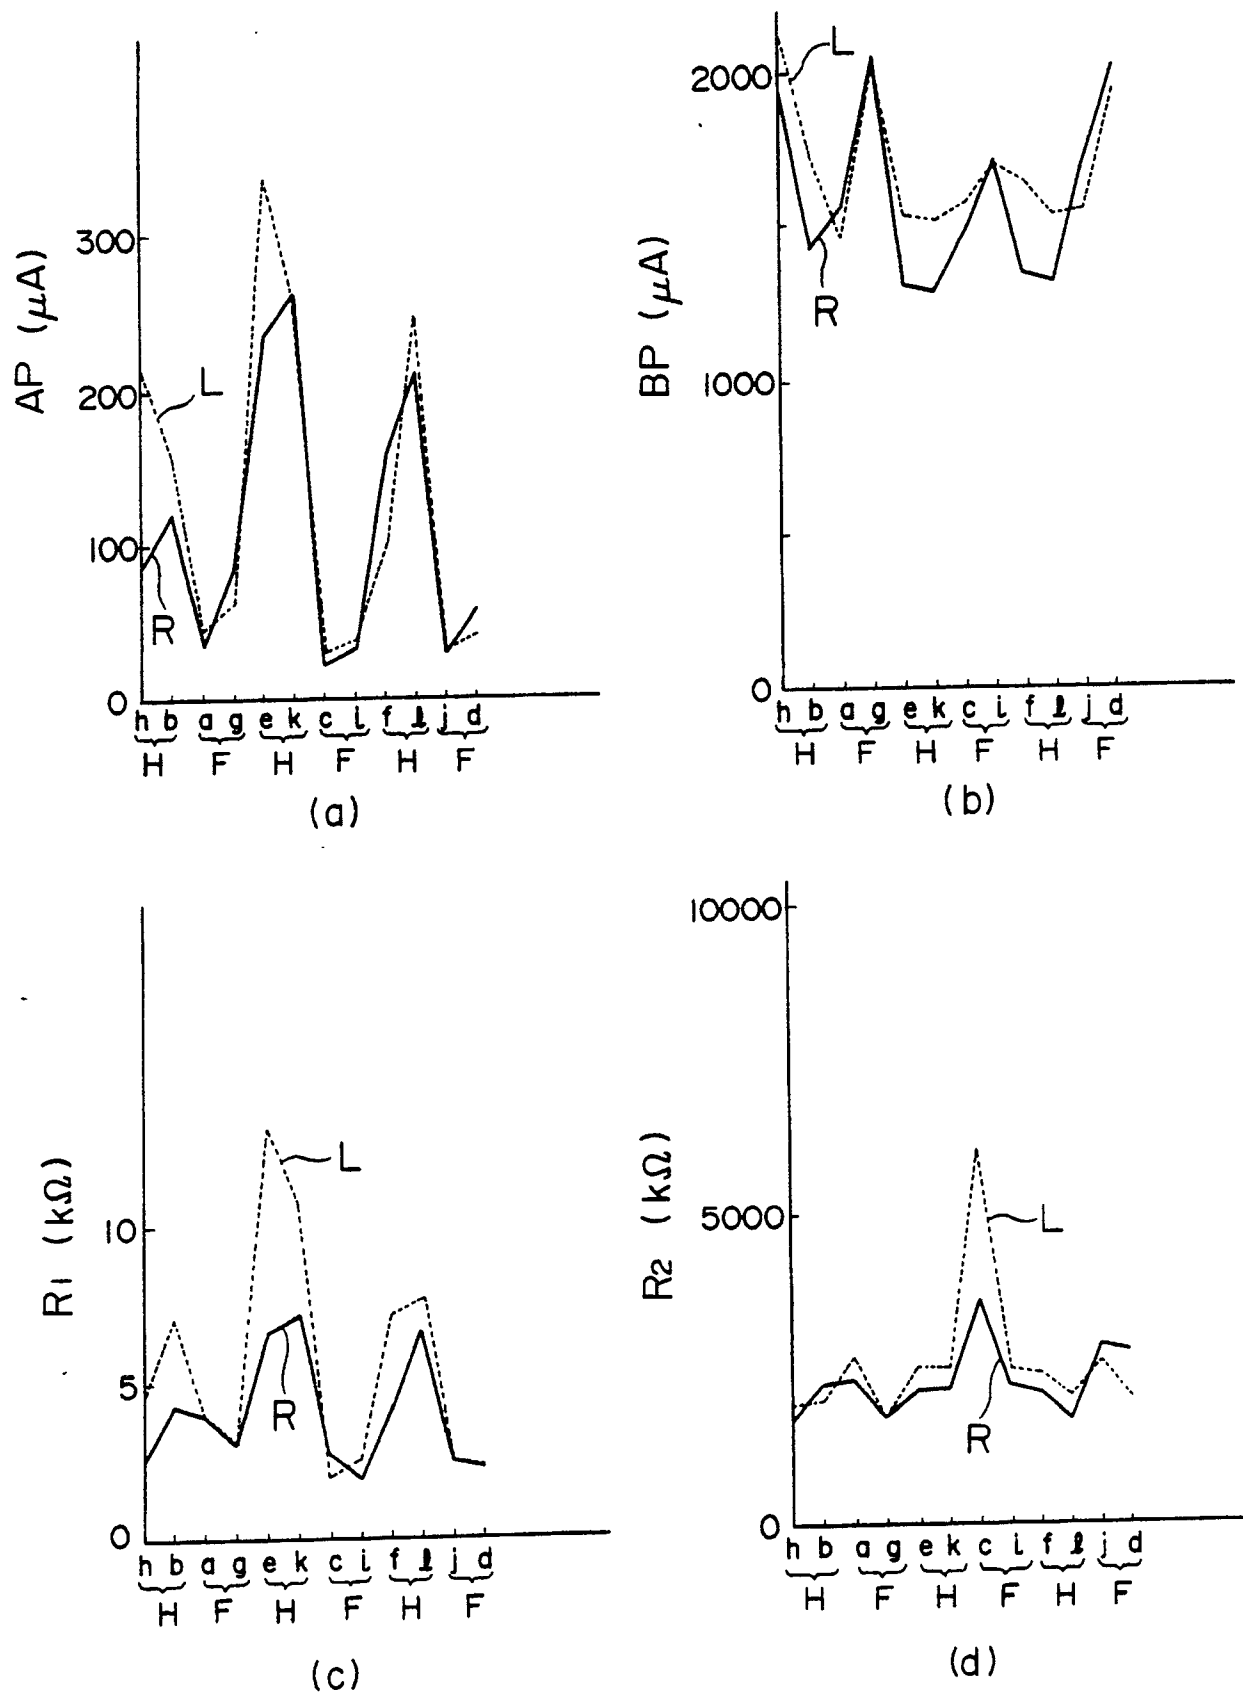 AP (μA)
300
200
100
0
L
R
h b a g e k c i f l j d
H F H F H F
(a)
BP (μA)
2000
1000
0
L
R
h b a g e k c i f l j d
H F H F H F
(b)
R1 (kΩ)
10
5
0
L
R
h b a g e k c i f l j d
H F H F H F
(c)
R2 (kΩ)
10000
5000
0
L
R
h b a g e k c i f l j d
H F H F H F
(d)